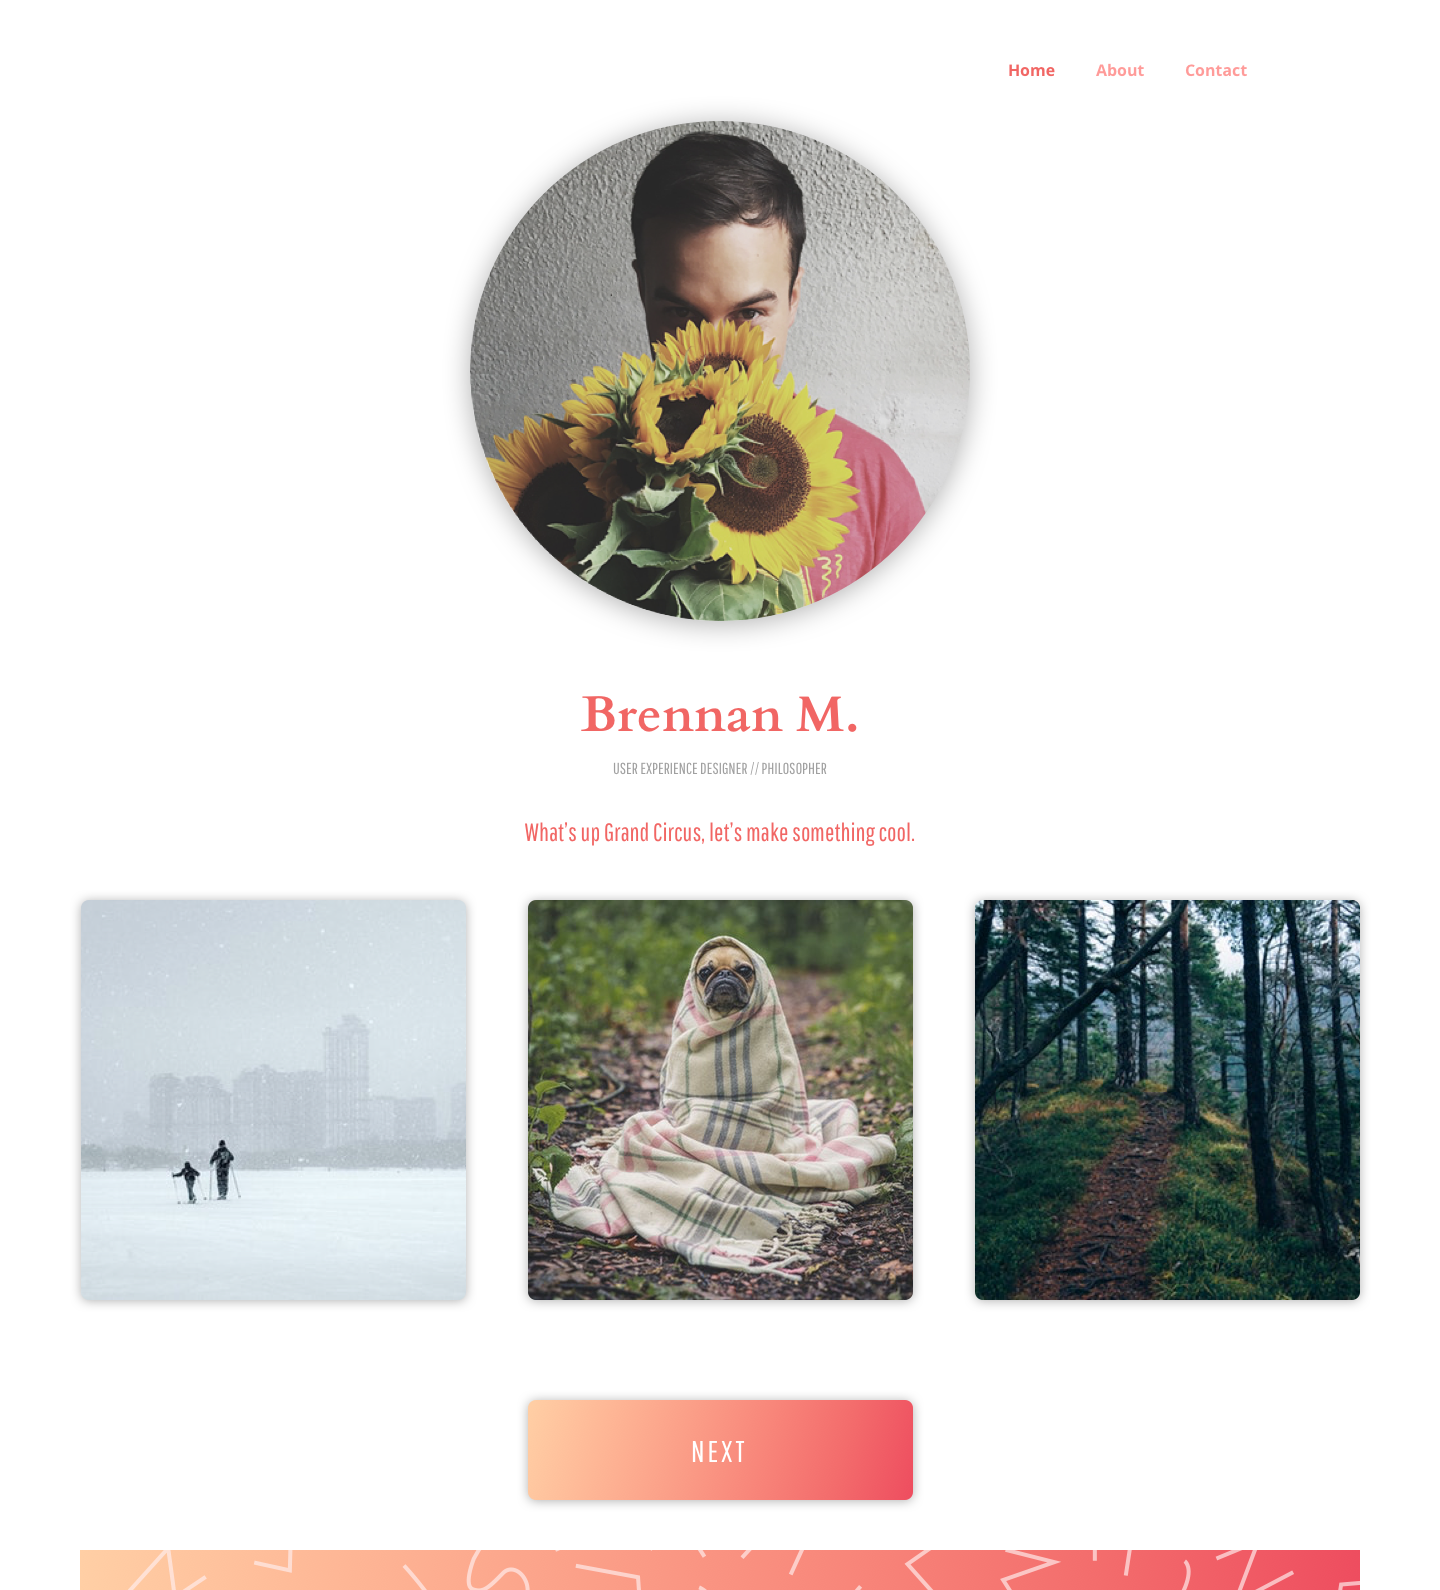 Home About Contact
Brennan M.
USER EXPERIENCE DESIGNER // PHILOSOPHER
What’s up Grand Circus, let’s make something cool.
NEXT